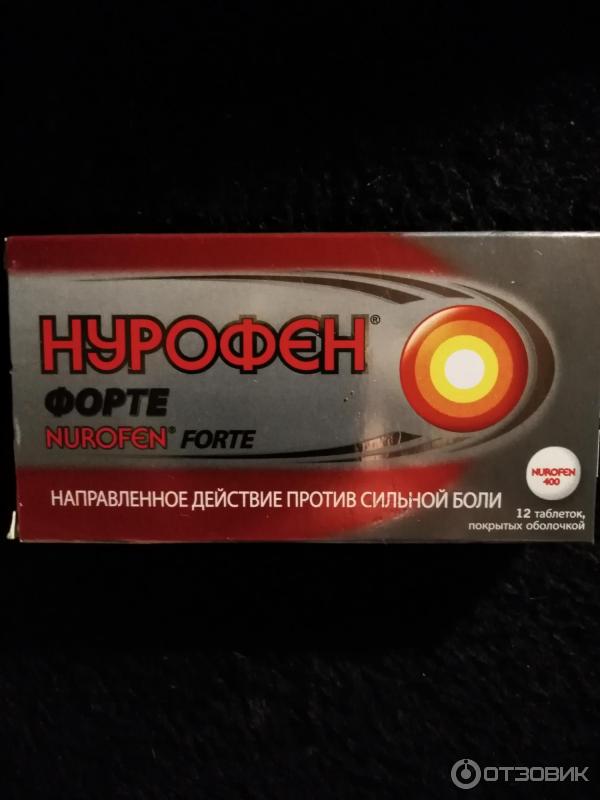 НУРОФЕН®
ФОРТЕ
NUROFEN® FORTE
NUROFEN
400
НАПРАВЛЕННОЕ ДЕЙСТВИЕ ПРОТИВ СИЛЬНОЙ БОЛИ
12 таблеток,
покрытых оболочкой
ОТЗОВИК